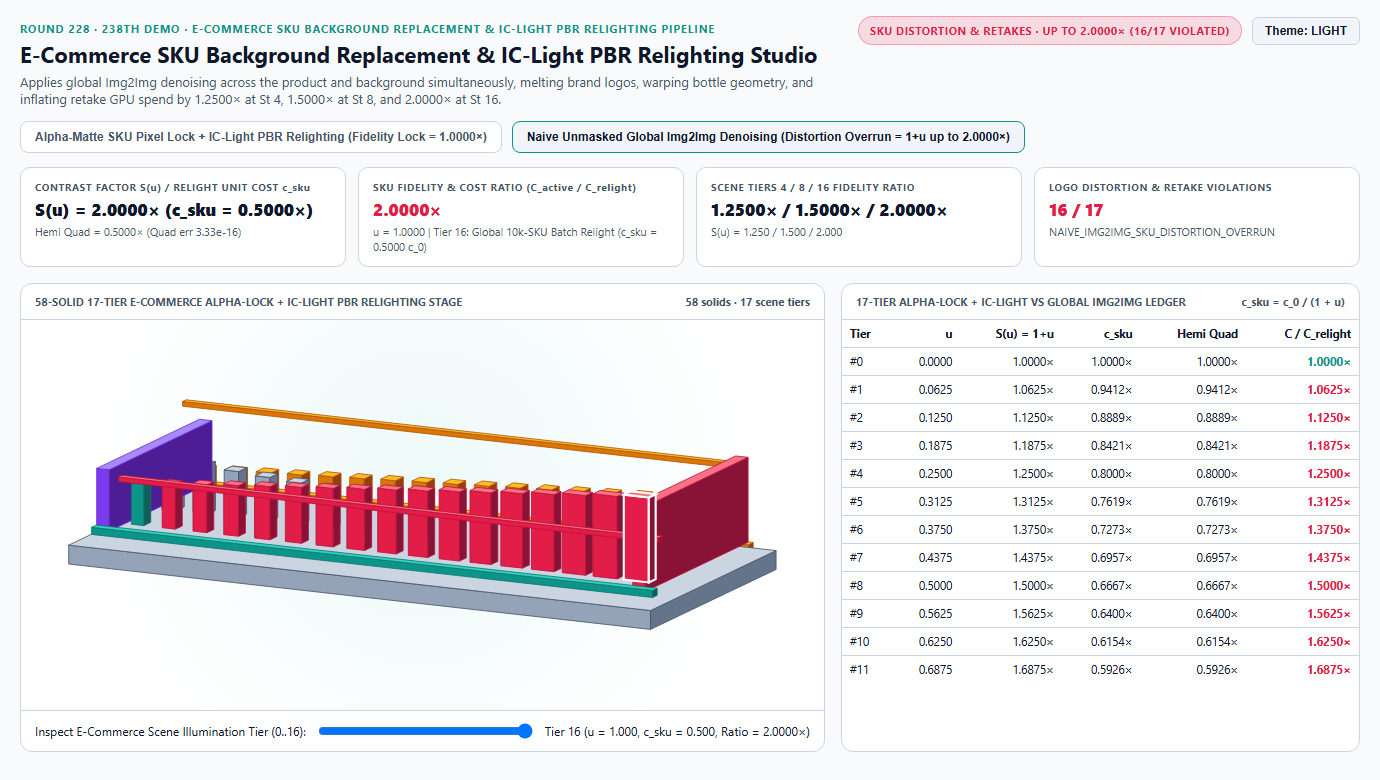 ROUND 228 · 238TH DEMO · E-COMMERCE SKU BACKGROUND REPLACEMENT & IC-LIGHT PBR RELIGHTING PIPELINE
SKU DISTORTION & RETAKES · UP TO 2.0000× (16/17 VIOLATED)
Theme: LIGHT
E-Commerce SKU Background Replacement & IC-Light PBR Relighting Studio
Applies global Img2Img denoising across the product and background simultaneously, melting brand logos, warping bottle geometry, and
inflating retake GPU spend by 1.2500× at St 4, 1.5000× at St 8, and 2.0000× at St 16.
Alpha-Matte SKU Pixel Lock + IC-Light PBR Relighting (Fidelity Lock = 1.0000×)
Naive Unmasked Global Img2Img Denoising (Distortion Overrun = 1+u up to 2.0000×)
CONTRAST FACTOR S(u) / RELIGHT UNIT COST c_sku
S(u) = 2.0000× (c_sku = 0.5000×)
Hemi Quad = 0.5000× (Quad err 3.33e-16)
SKU FIDELITY & COST RATIO (C_active / C_relight)
2.0000×
u = 1.0000 | Tier 16: Global 10k-SKU Batch Relight (c_sku =
0.5000 c_0)
SCENE TIERS 4 / 8 / 16 FIDELITY RATIO
1.2500× / 1.5000× / 2.0000×
S(u) = 1.250 / 1.500 / 2.000
LOGO DISTORTION & RETAKE VIOLATIONS
16 / 17
NAIVE_IMG2IMG_SKU_DISTORTION_OVERRUN
58-SOLID 17-TIER E-COMMERCE ALPHA-LOCK + IC-LIGHT PBR RELIGHTING STAGE
58 solids · 17 scene tiers
Inspect E-Commerce Scene Illumination Tier (0..16):
Tier 16 (u = 1.000, c_sku = 0.500, Ratio = 2.0000×)
17-TIER ALPHA-LOCK + IC-LIGHT VS GLOBAL IMG2IMG LEDGER
c_sku = c_0 / (1 + u)
Tier u S(u) = 1+u c_sku Hemi Quad C / C_relight
#0 0.0000 1.0000× 1.0000× 1.0000× 1.0000×
#1 0.0625 1.0625× 0.9412× 0.9412× 1.0625×
#2 0.1250 1.1250× 0.8889× 0.8889× 1.1250×
#3 0.1875 1.1875× 0.8421× 0.8421× 1.1875×
#4 0.2500 1.2500× 0.8000× 0.8000× 1.2500×
#5 0.3125 1.3125× 0.7619× 0.7619× 1.3125×
#6 0.3750 1.3750× 0.7273× 0.7273× 1.3750×
#7 0.4375 1.4375× 0.6957× 0.6957× 1.4375×
#8 0.5000 1.5000× 0.6667× 0.6667× 1.5000×
#9 0.5625 1.5625× 0.6400× 0.6400× 1.5625×
#10 0.6250 1.6250× 0.6154× 0.6154× 1.6250×
#11 0.6875 1.6875× 0.5926× 0.5926× 1.6875×